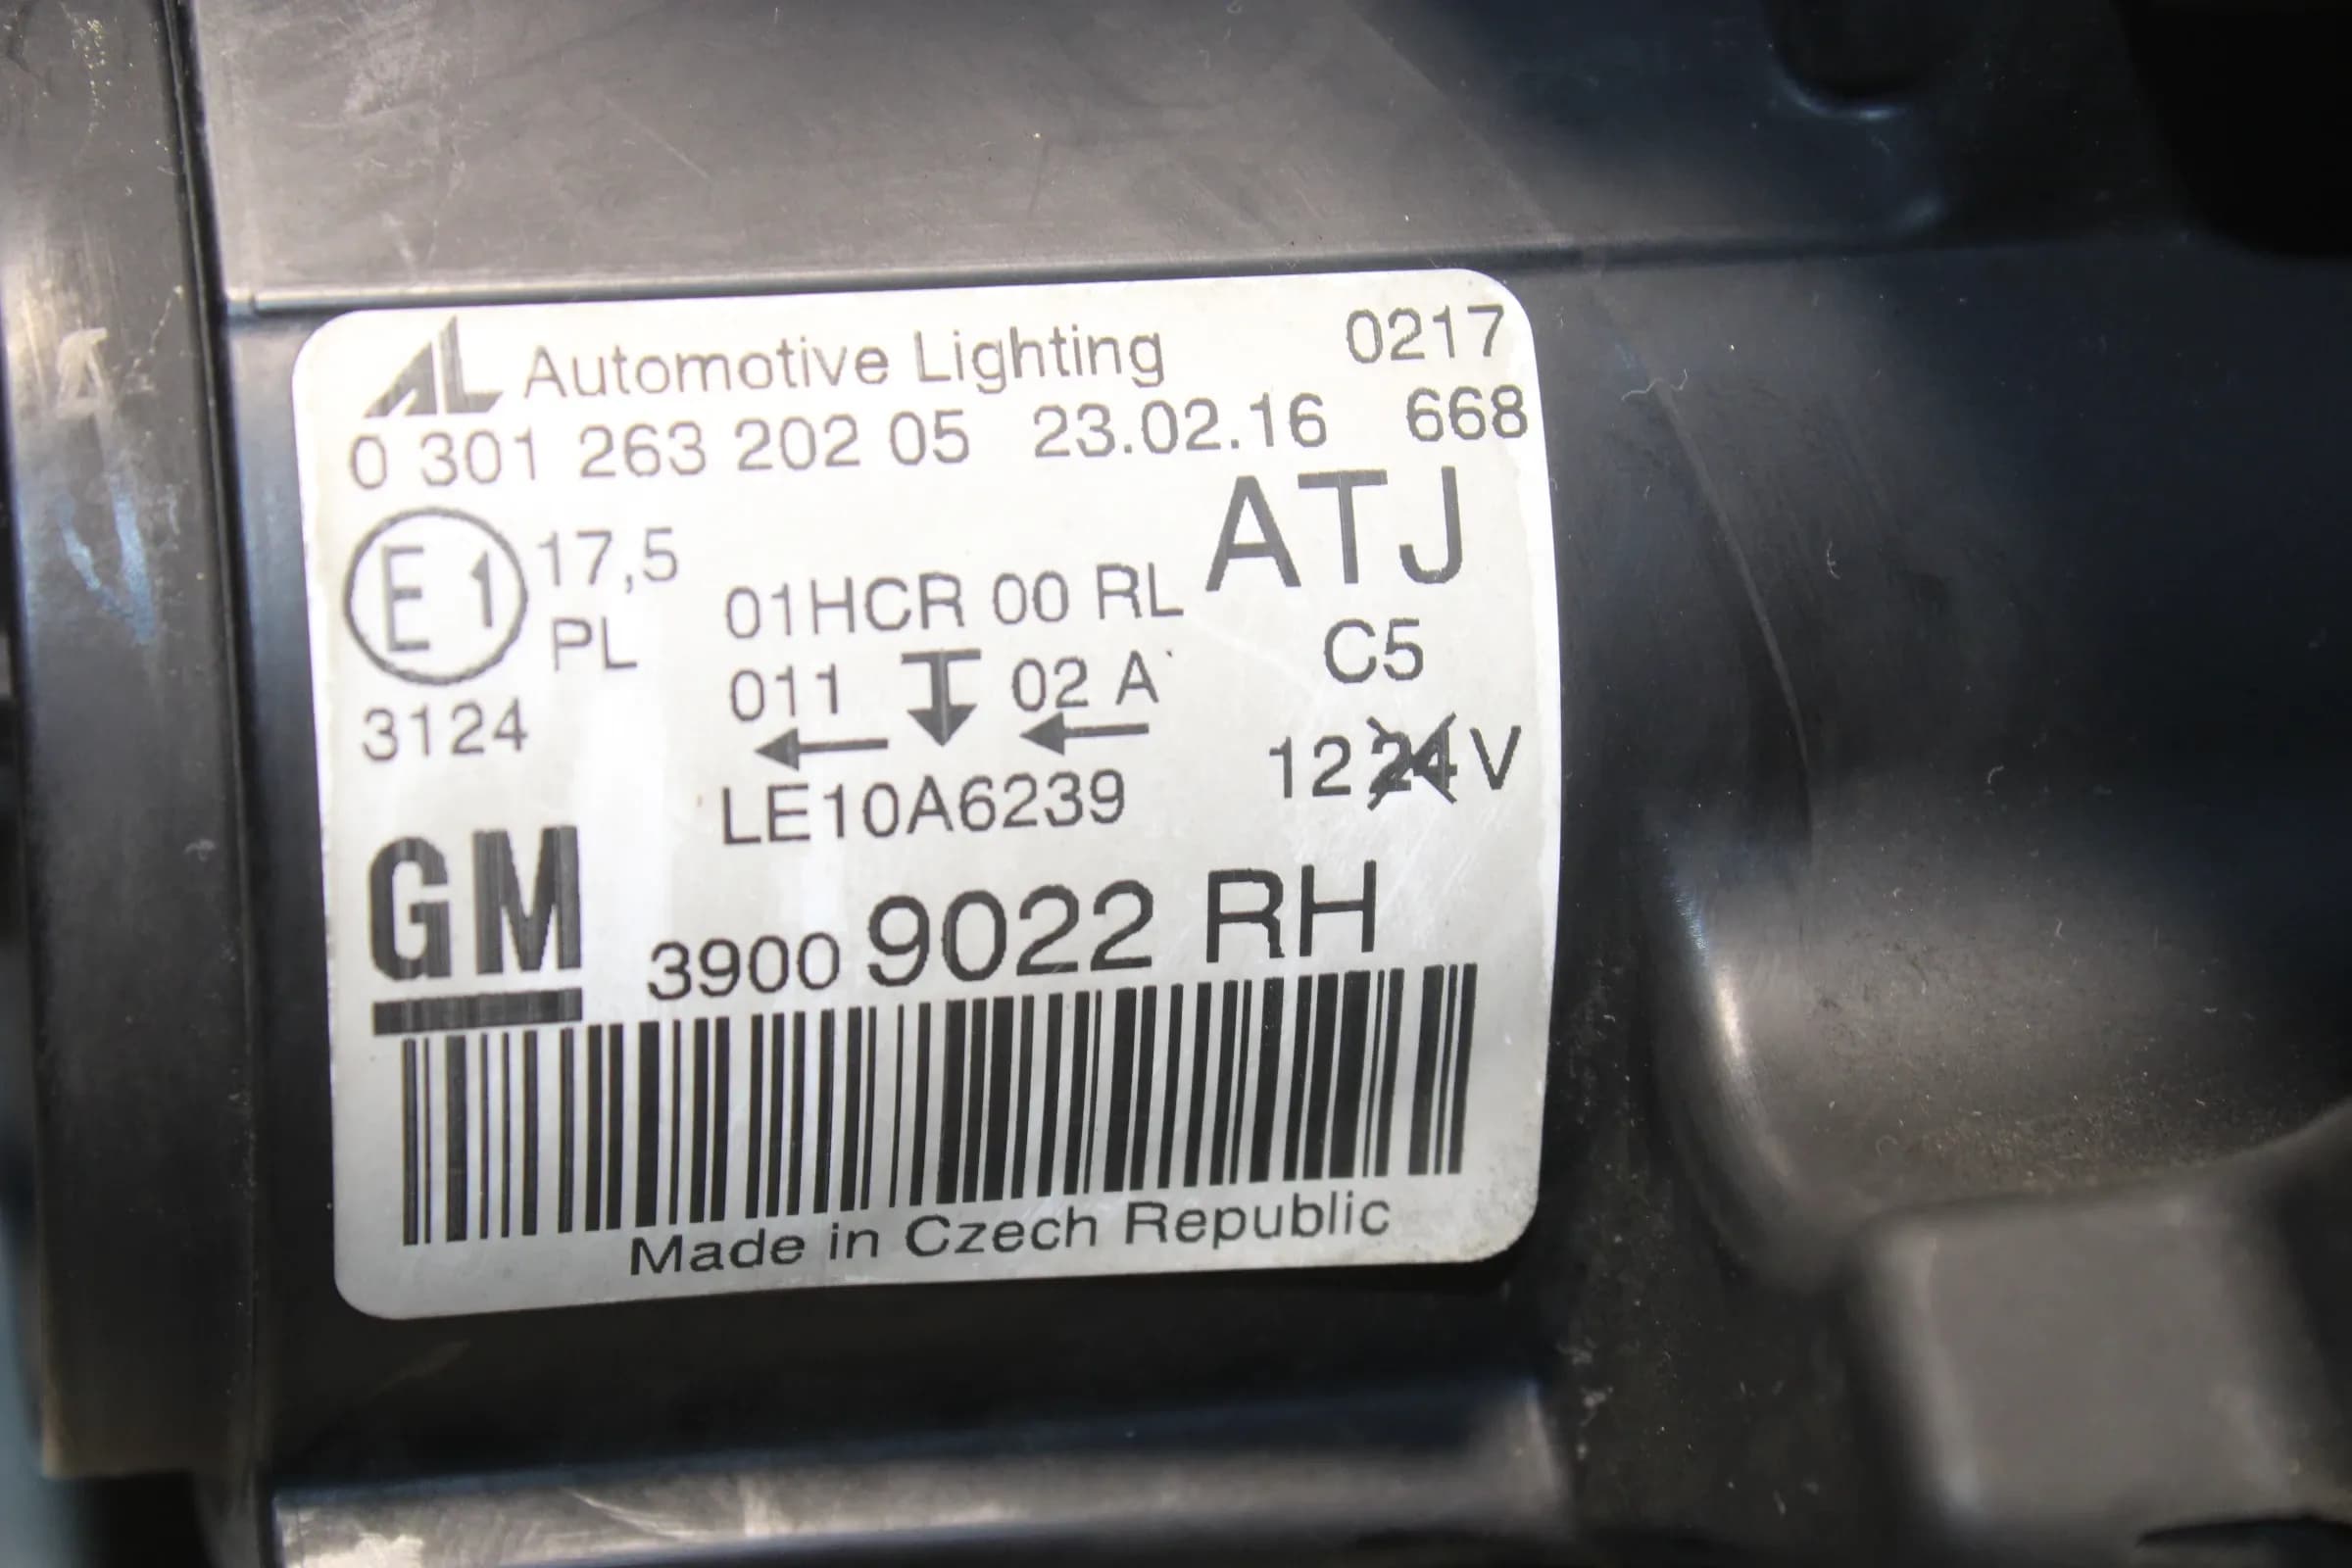 AL Automotive Lighting 0217
0 301 263 202 05 23.02.16 668
E1 17,5 ATJ
PL 01HCR 00 RL
011 02 A C5
3124
LE10A6239 12 24 V
GM 3900 9022 RH
Made in Czech Republic